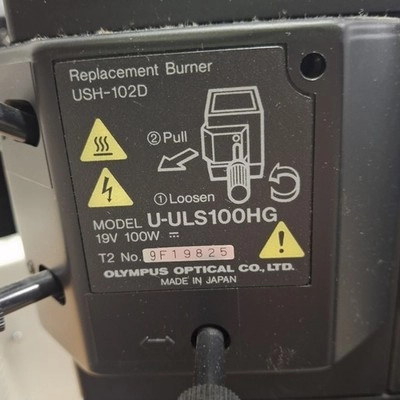 Replacement Burner
USH-102D
②Pull
①Loosen
MODEL U-ULS100HG
19V 100W ⎓
T2 No. 9F19825
OLYMPUS OPTICAL CO., LTD.
MADE IN JAPAN